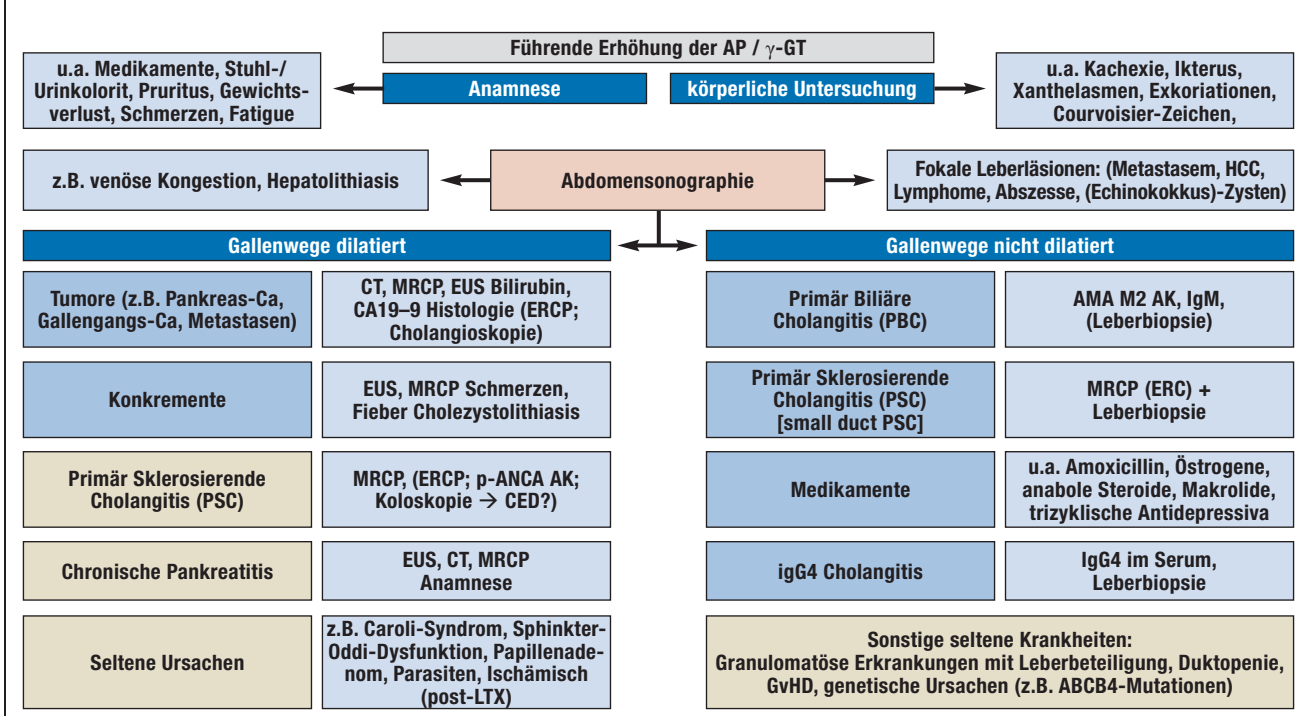 Führende Erhöhung der AP / γ-GT
u.a. Medikamente, Stuhl-/
Urinkolorit, Pruritus, Gewichts-
verlust, Schmerzen, Fatigue
Anamnese
körperliche Untersuchung
u.a. Kachexie, Ikterus,
Xanthelasmen, Exkoriationen,
Courvoisier-Zeichen,
z.B. venöse Kongestion, Hepatolithiasis
Abdomensonographie
Fokale Leberläsionen: (Metastasem, HCC,
Lymphome, Abszesse, (Echinokokkus)-Zysten)
Gallenwege dilatiert
Tumore (z.B. Pankreas-Ca,
Gallengangs-Ca, Metastasen)
CT, MRCP, EUS Bilirubin,
CA19–9 Histologie (ERCP;
Cholangioskopie)
Konkremente
EUS, MRCP Schmerzen,
Fieber Cholezystolithiasis
Primär Sklerosierende
Cholangitis (PSC)
MRCP, (ERCP; p-ANCA AK;
Koloskopie → CED?)
Chronische Pankreatitis
EUS, CT, MRCP
Anamnese
Seltene Ursachen
z.B. Caroli-Syndrom, Sphinkter-
Oddi-Dysfunktion, Papillenade-
nom, Parasiten, Ischämisch
(post-LTX)
Gallenwege nicht dilatiert
Primär Biliäre
Cholangitis (PBC)
AMA M2 AK, IgM,
(Leberbiopsie)
Primär Sklerosierende
Cholangitis (PSC)
[small duct PSC]
MRCP (ERC) +
Leberbiopsie
Medikamente
u.a. Amoxicillin, Östrogene,
anabole Steroide, Makrolide,
trizyklische Antidepressiva
igG4 Cholangitis
IgG4 im Serum,
Leberbiopsie
Sonstige seltene Krankheiten:
Granulomatöse Erkrankungen mit Leberbeteiligung, Duktopenie,
GvHD, genetische Ursachen (z.B. ABCB4-Mutationen)